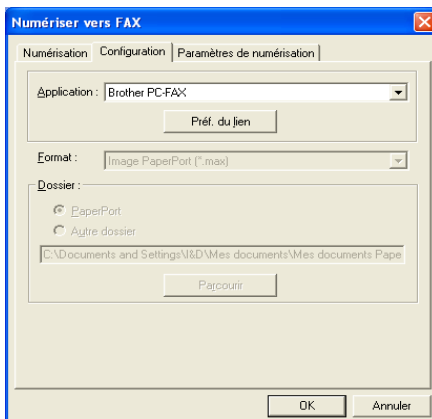 Numériser vers FAX
Numérisation Configuration Paramètres de numérisation
Application : Brother PC-FAX
Préf. du lien
Format : Image PaperPort (*.max)
Dossier :
PaperPort
Autre dossier
C:\Documents and Settings\I&D\Mes documents\Mes documents Pape
Parcourir
OK Annuler